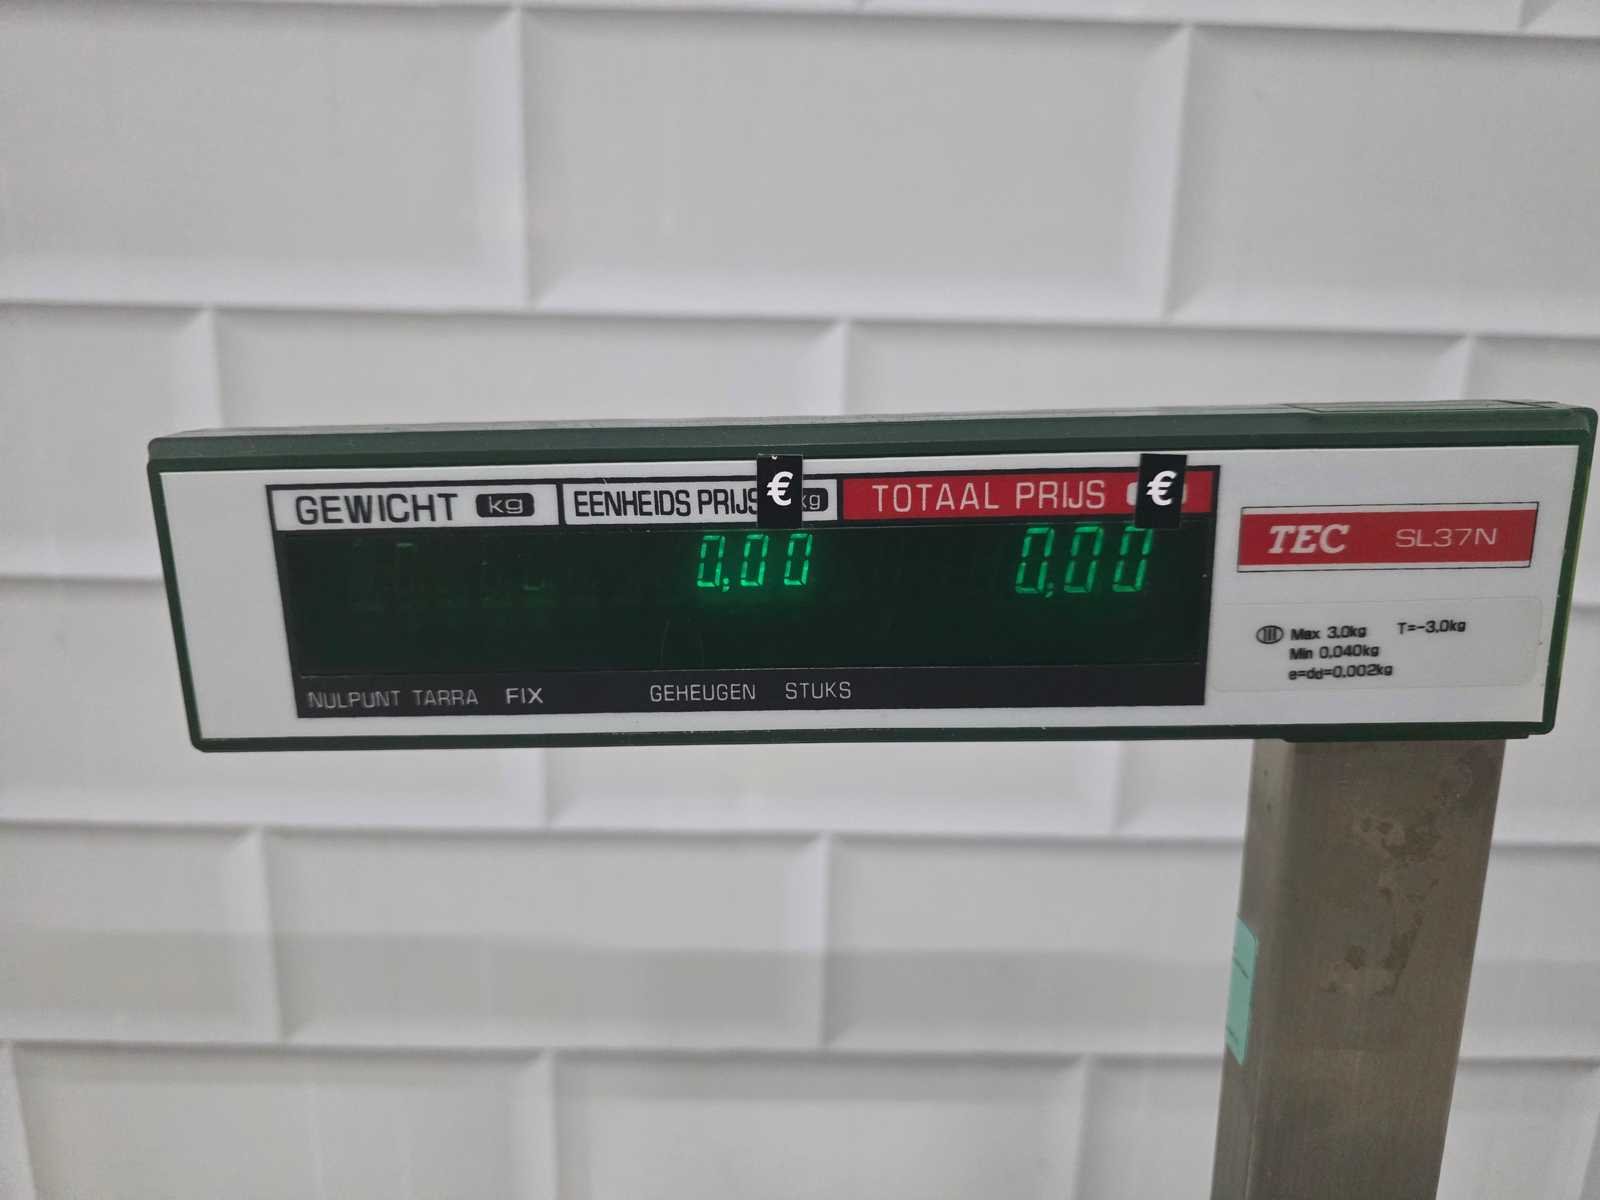 GEWICHT kg EENHEIDS PRIJS € kg TOTAAL PRIJS €
0.00 0.00
NULPUNT TARRA FIX GEHEUGEN STUKS
TEC SL37N
III Max 3.0kg T=-3.0kg
Min 0.040kg
e=dd=0.002kg